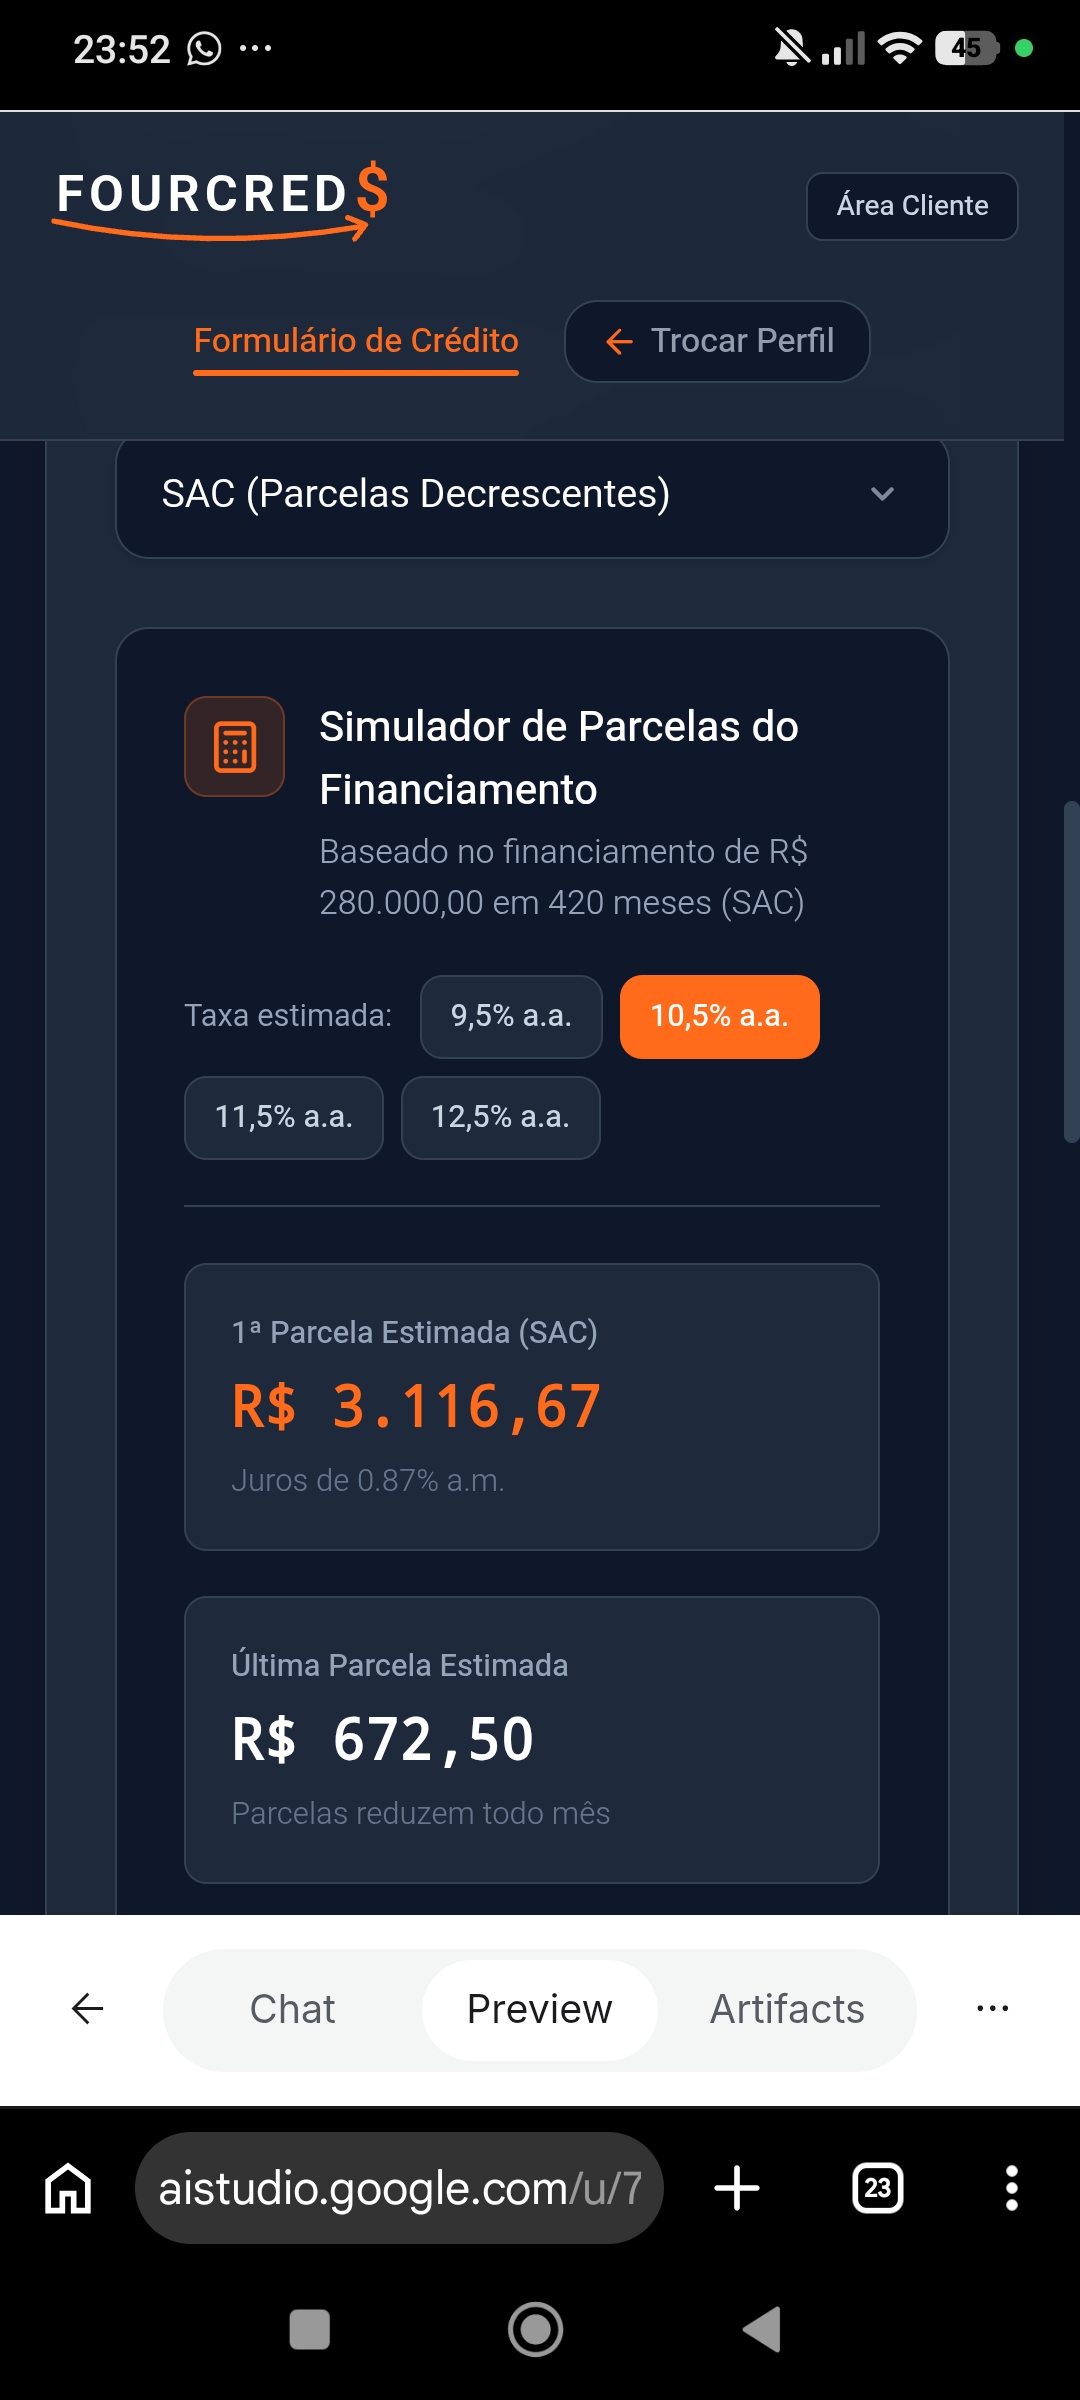 23:52
45
FOURCRED$
Área Cliente
Formulário de Crédito
Trocar Perfil
SAC (Parcelas Decrescentes)
Simulador de Parcelas do
Financiamento
Baseado no financiamento de R$
280.000,00 em 420 meses (SAC)
Taxa estimada:
9,5% a.a.
10,5% a.a.
11,5% a.a.
12,5% a.a.
1ª Parcela Estimada (SAC)
R$ 3.116,67
Juros de 0.87% a.m.
Última Parcela Estimada
R$ 672,50
Parcelas reduzem todo mês
Chat
Preview
Artifacts
aistudio.google.com/u/7
23